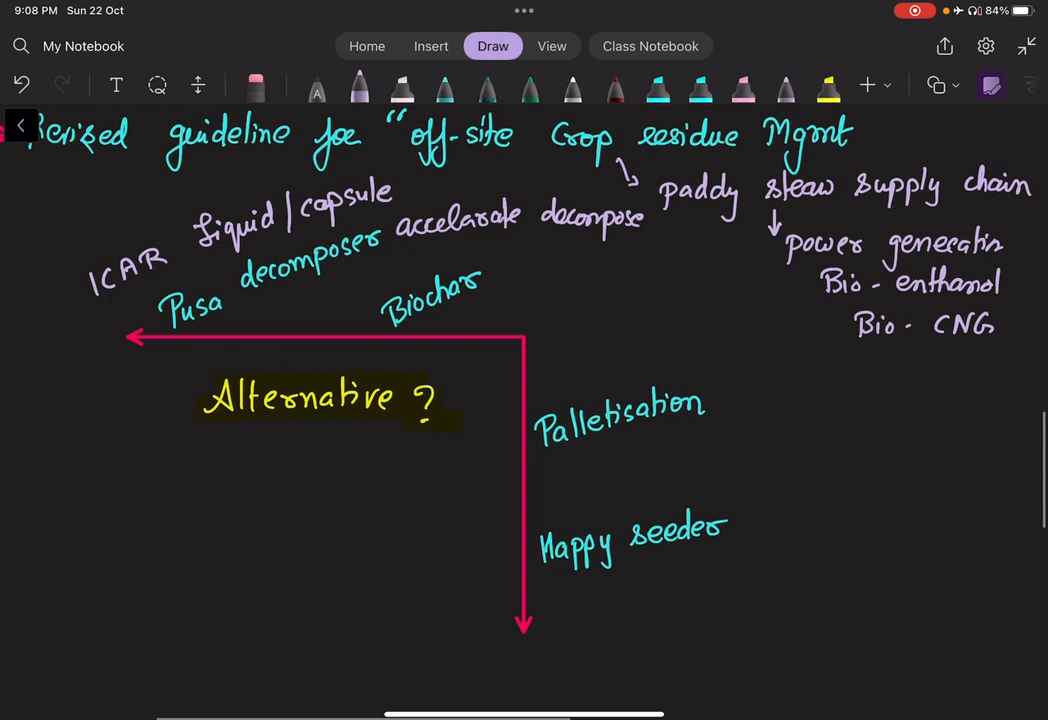 9:08 PM Sun 22 Oct
84%
My Notebook
Home Insert Draw View Class Notebook
T
A
Revised guideline for "off-site Crop residue Mgmt
paddy straw supply chain
power generatin
Bio - enthanol
Bio - CNG
ICAR
liquid / capsule
accelarate decompose
Pusa decomposer
Biochar
Alternative ?
Palletisation
Happy seeder